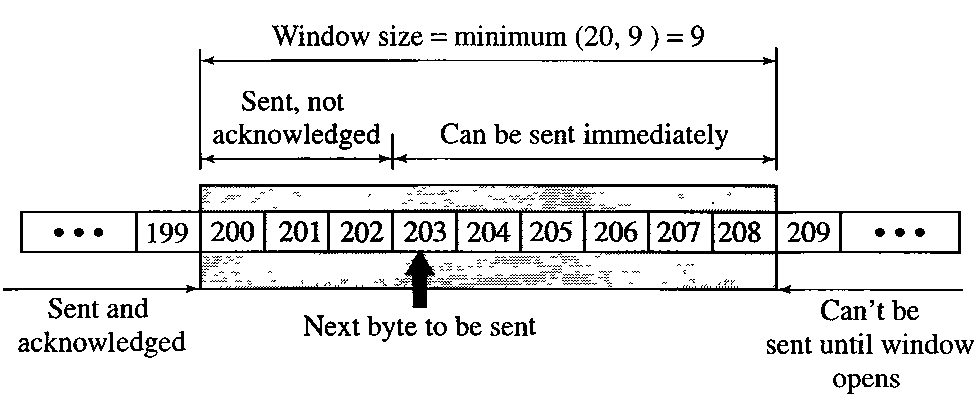 Window size = minimum (20, 9 ) = 9
Sent, not
acknowledged
Can be sent immediately
••• 199 200 201 202 203 204 205 206 207 208 209 •••
Sent and
acknowledged
Next byte to be sent
Can't be
sent until window
opens